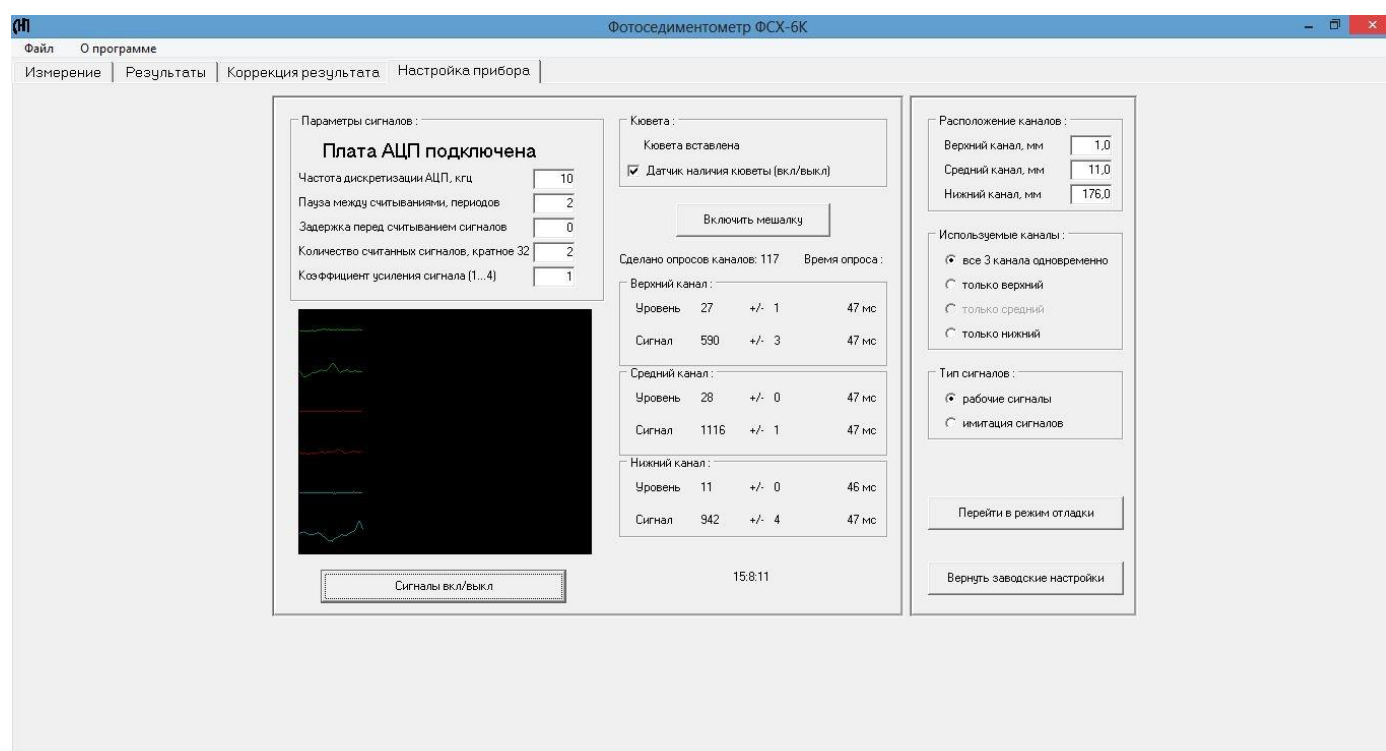 Фотоседиментометр ФСХ-6К
Файл О программе
Измерение Результаты Коррекция результата Настройка прибора
Параметры сигналов :
Плата АЦП подключена
Частота дискретизации АЦП, кгц 10
Пауза между считываниями, периодов 2
Задержка перед считыванием сигналов 0
Количество считанных сигналов, кратное 32 2
Коэффициент усиления сигнала (1...4) 1
Сигналы вкл/выкл
Кювета :
Кювета вставлена
Датчик наличия кюветы (вкл/выкл)
Включить мешалку
Сделано опросов каналов: 117 Время опроса :
Верхний канал :
Уровень 27 +/- 1 47 мс
Сигнал 590 +/- 3 47 мс
Средний канал :
Уровень 28 +/- 0 47 мс
Сигнал 1116 +/- 1 47 мс
Нижний канал :
Уровень 11 +/- 0 46 мс
Сигнал 942 +/- 4 47 мс
15:8:11
Расположение каналов :
Верхний канал, мм 1,0
Средний канал, мм 11,0
Нижний канал, мм 176,0
Используемые каналы :
все 3 канала одновременно
только верхний
только средний
только нижний
Тип сигналов :
рабочие сигналы
имитация сигналов
Перейти в режим отладки
Вернуть заводские настройки